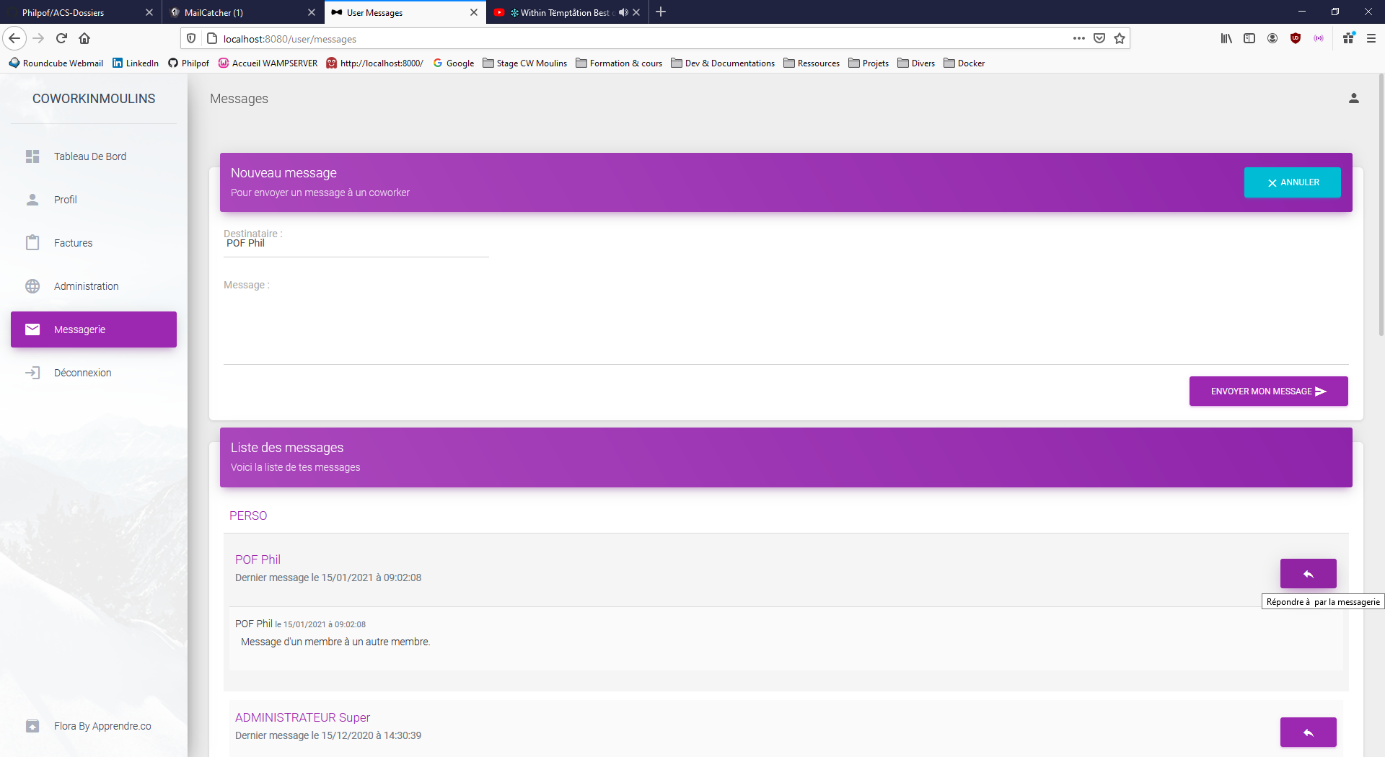 Philpof/ACS-Dossiers
MailCatcher (1)
User Messages
Within Temptâtion Best
localhost:8080/user/messages
Roundcube Webmail
LinkedIn
Philpof
Accueil WAMPSERVER
http://localhost:8000/
Google
Stage CW Moulins
Formation & cours
Dev & Documentations
Ressources
Projets
Divers
Docker
COWORKINMOULINS
Messages
Tableau De Bord
Profil
Factures
Administration
Messagerie
Déconnexion
Flora By Apprendre.co
Nouveau message
Pour envoyer un message à un coworker
ANNULER
Destinataire :
POF Phil
Message :
ENVOYER MON MESSAGE
Liste des messages
Voici la liste de tes messages
PERSO
POF Phil
Dernier message le 15/01/2021 à 09:02:08
Répondre à  par la messagerie
POF Phil le 15/01/2021 à 09:02:08
Message d'un membre à un autre membre.
ADMINISTRATEUR Super
Dernier message le 15/12/2020 à 14:30:39